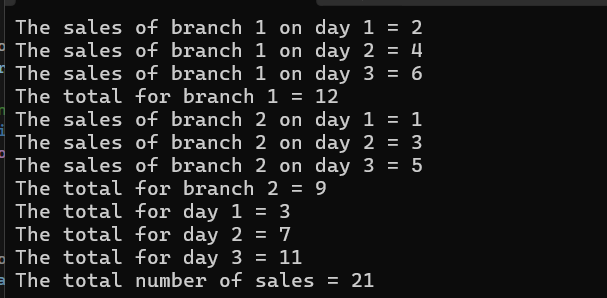 The sales of branch 1 on day 1 = 2
The sales of branch 1 on day 2 = 4
The sales of branch 1 on day 3 = 6
The total for branch 1 = 12
The sales of branch 2 on day 1 = 1
The sales of branch 2 on day 2 = 3
The sales of branch 2 on day 3 = 5
The total for branch 2 = 9
The total for day 1 = 3
The total for day 2 = 7
The total for day 3 = 11
The total number of sales = 21